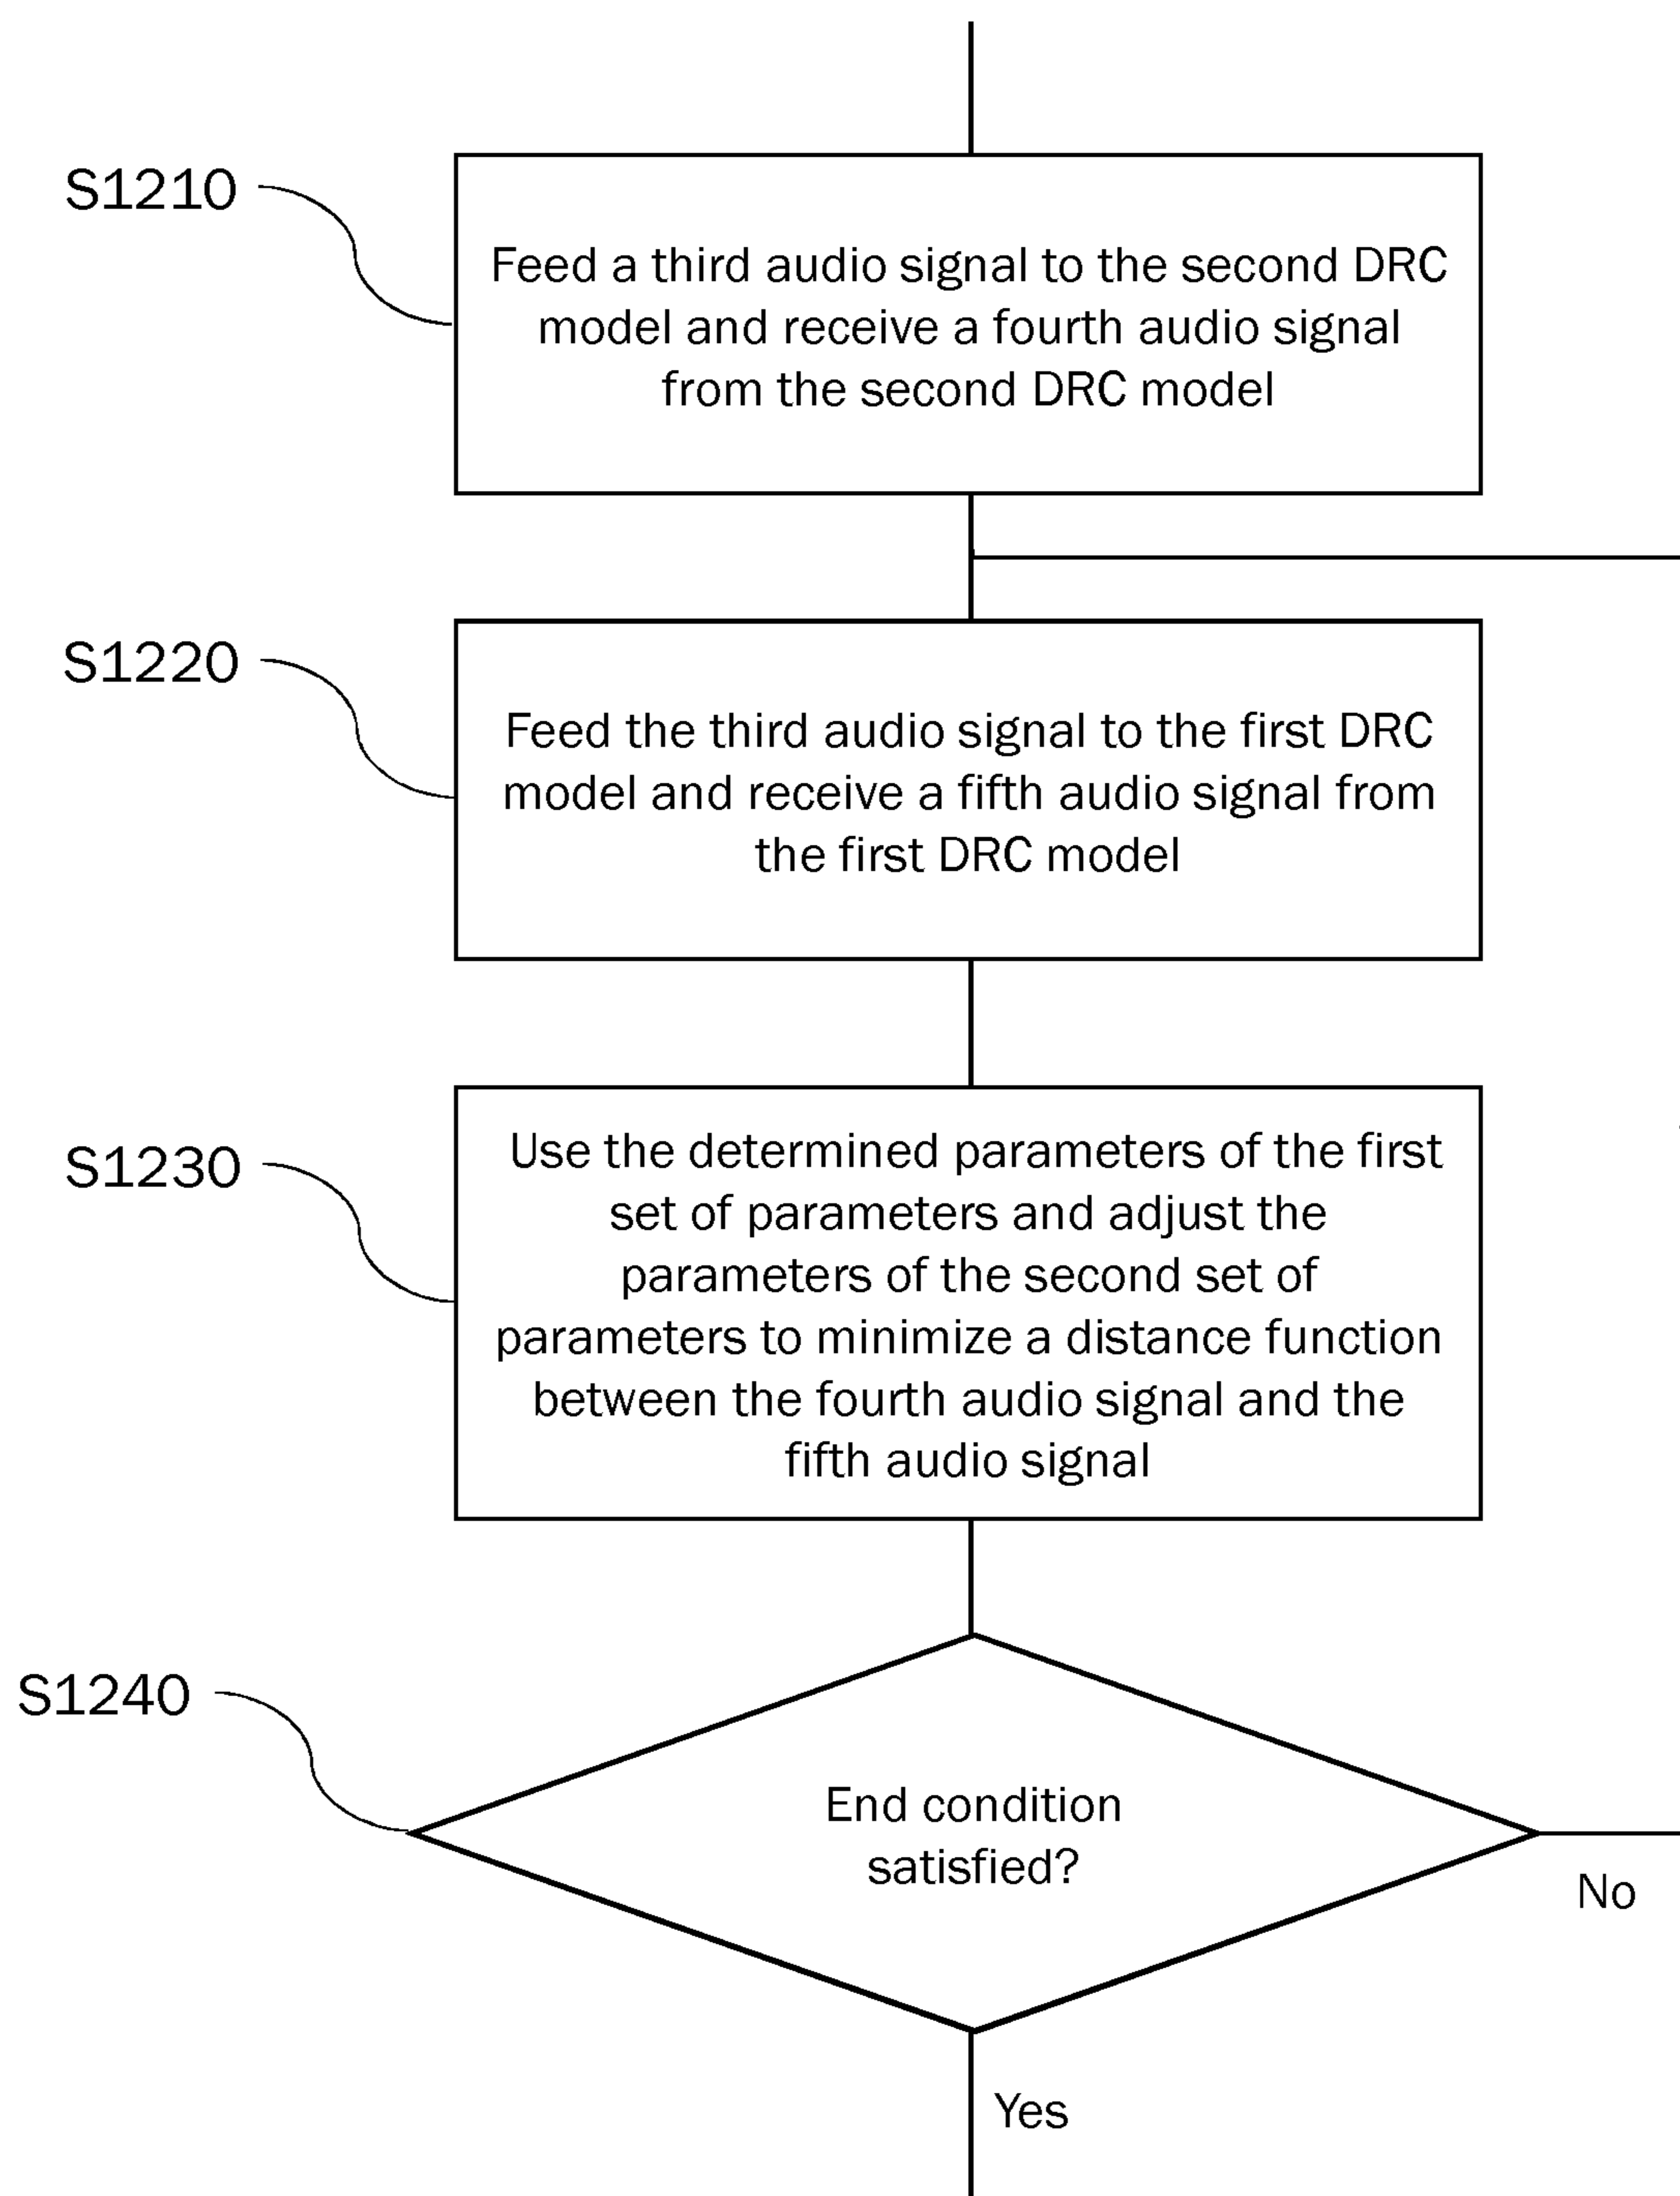 S1210
Feed a third audio signal to the second DRC
model and receive a fourth audio signal
from the second DRC model
S1220
Feed the third audio signal to the first DRC
model and receive a fifth audio signal from
the first DRC model
S1230
Use the determined parameters of the first
set of parameters and adjust the
parameters of the second set of
parameters to minimize a distance function
between the fourth audio signal and the
fifth audio signal
S1240
End condition
satisfied?
No
Yes